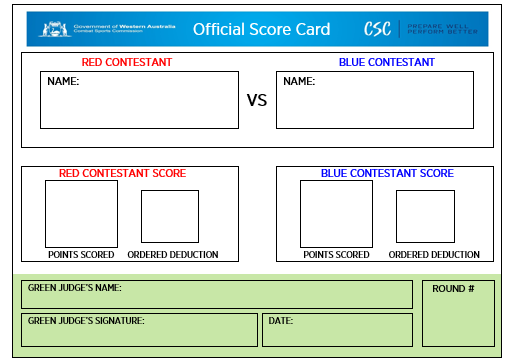 Government of Western Australia
Combat Sports Commission
Official Score Card
CSC
PREPARE WELL
PERFORM BETTER
RED CONTESTANT
BLUE CONTESTANT
NAME:
VS
NAME:
RED CONTESTANT SCORE
BLUE CONTESTANT SCORE
POINTS SCORED
ORDERED DEDUCTION
POINTS SCORED
ORDERED DEDUCTION
GREEN JUDGE'S NAME:
ROUND #
GREEN JUDGE'S SIGNATURE:
DATE: